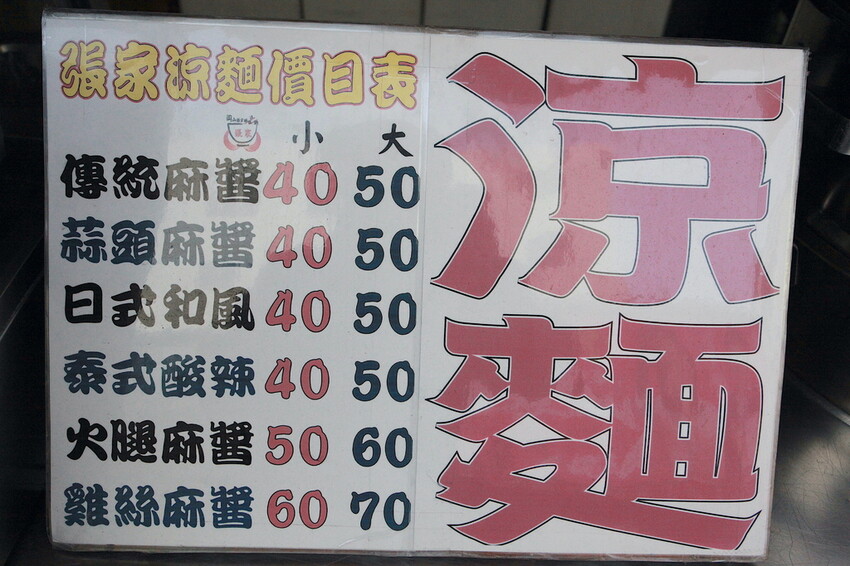 張家涼麵價目表
張家
小 大
傳統麻醬 40 50
蒜頭麻醬 40 50
日式和風 40 50
泰式酸辣 40 50
火腿麻醬 50 60
雞絲麻醬 60 70
涼麵